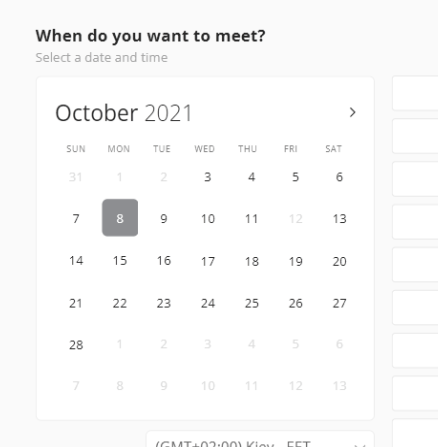 When do you want to meet?
Select a date and time
October 2021
SUN MON TUE WED THU FRI SAT
31 1 2 3 4 5 6
7 8 9 10 11 12 13
14 15 16 17 18 19 20
21 22 23 24 25 26 27
28 1 2 3 4 5 6
7 8 9 10 11 12 13
(GMT+02:00) Kiev - EET